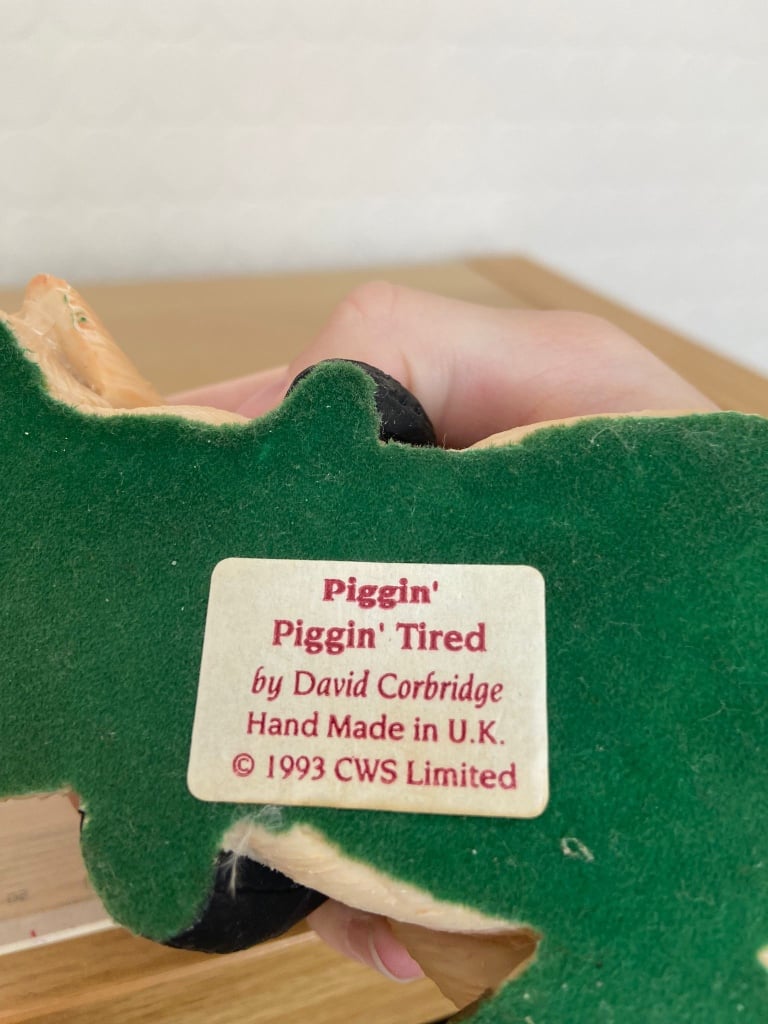 Piggin'
Piggin' Tired
by David Corbridge
Hand Made in U.K.
© 1993 CWS Limited